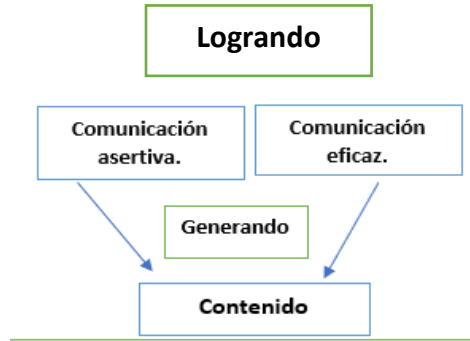 Logrando
Comunicación
asertiva.
Comunicación
eficaz.
Generando
Contenido